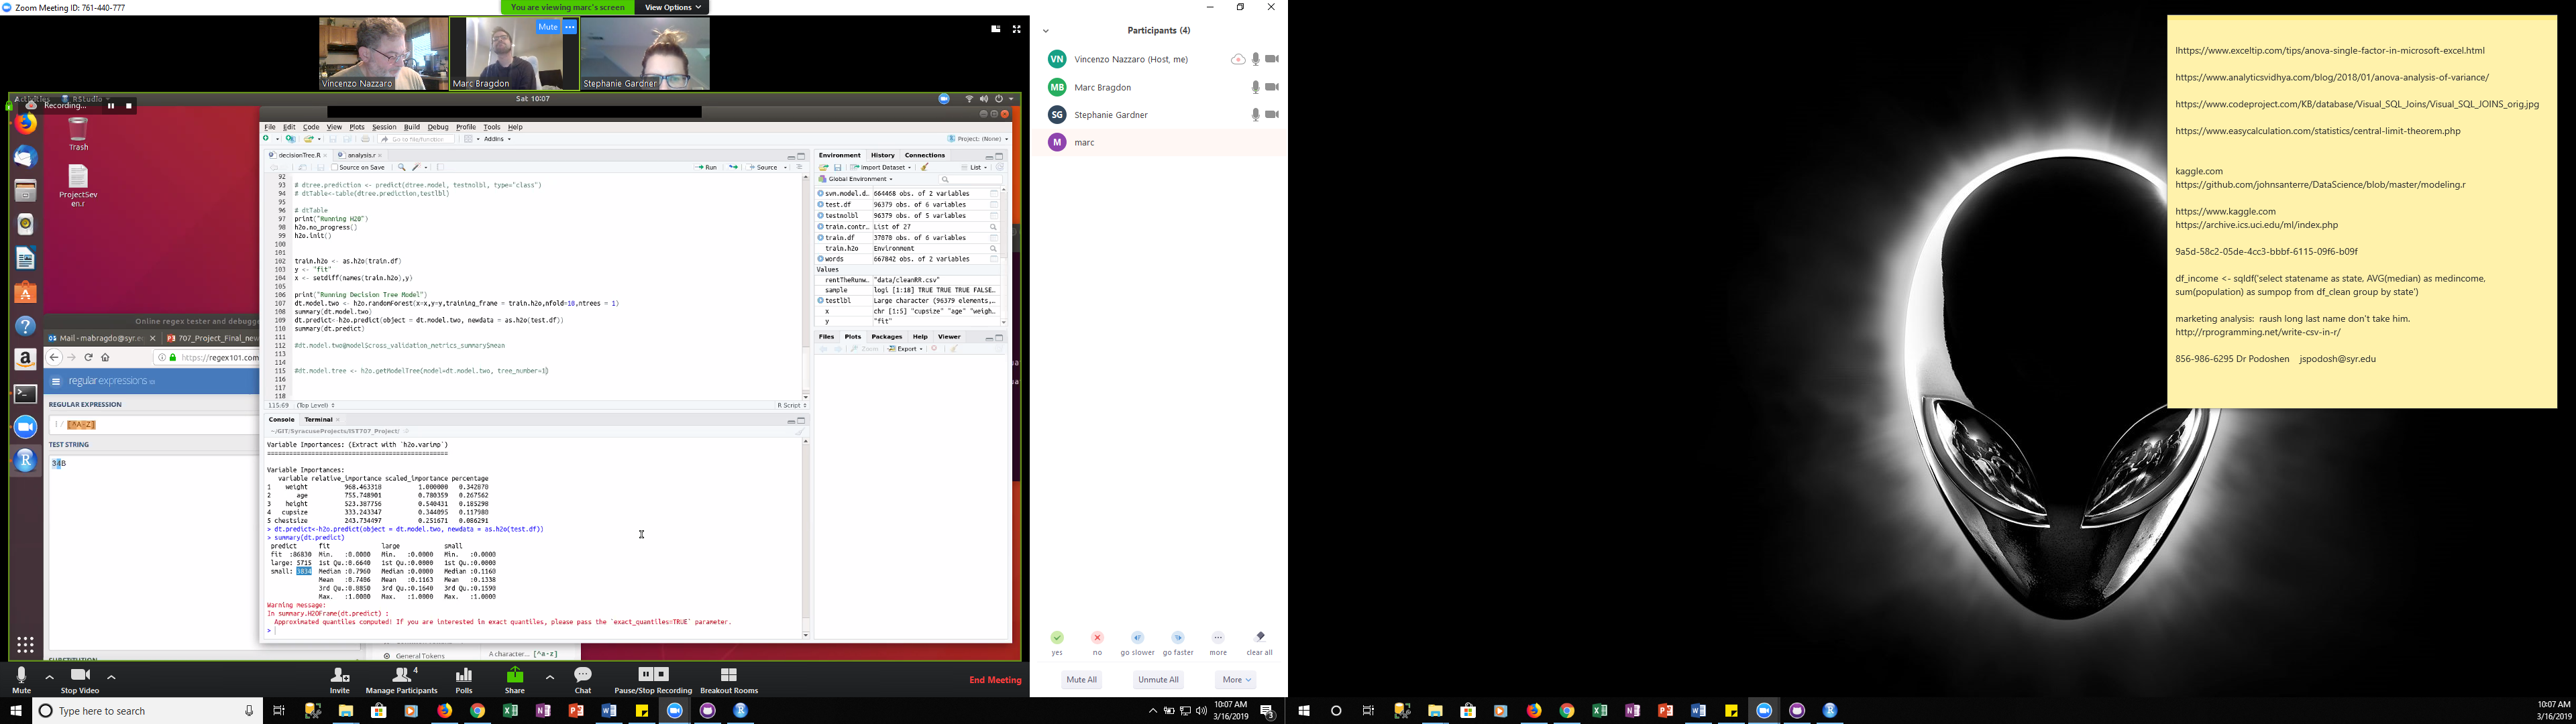 Zoom Meeting ID: 761-440-777
You are viewing marc's screen
View Options
Mute
Vincenzo Nazzaro
Marc Bragdon
Stephanie Gardner
Recording...
Sat 10:07
Trash
ProjectSev
en.r
Online regex tester and debugge
Mail - mabragdo@syr.e
707_Project_Final_new
https://regex101.com
regularexpressions
REGULAR EXPRESSION
[^A-Z]
TEST STRING
34B
General Tokens
A character... [^a-z]
File Edit Code View Plots Session Build Debug Profile Tools Help
Go to file/function
Addins
Project: (None)
decisionTree.R
analysis.r
Source on Save
Run
Source
92
93 # dtree.prediction <- predict(dtree.model, testnolbl, type="class")
94 # dtTable<-table(dtree.prediction,testlbl)
95
96 # dtTable
97 print("Running H2O")
98 h2o.no_progress()
99 h2o.init()
100
101
102 train.h2o <- as.h2o(train.df)
103 y <- "fit"
104 x <- setdiff(names(train.h2o),y)
105
106 print("Running Decision Tree Model")
107 dt.model.two <- h2o.randomForest(x=x,y=y,training_frame = train.h2o,nfold=10,ntrees = 1)
108 summary(dt.model.two)
109 dt.predict<-h2o.predict(object = dt.model.two, newdata = as.h2o(test.df))
110 summary(dt.predict)
111
112 #dt.model.two@model$cross_validation_metrics_summary$mean
113
114
115 #dt.model.tree <- h2o.getModelTree(model=dt.model.two, tree_number=1)
116
117
118
115:69 (Top Level)
R Script
Console Terminal
~/GIT/SyracuseProjects/IST707_Project/
Variable Importances: (Extract with `h2o.varimp`)
=================================================
Variable Importances:
variable relative_importance scaled_importance percentage
1 weight 968.463318 1.000000 0.342870
2 age 755.748901 0.780359 0.267562
3 height 523.387756 0.540431 0.185298
4 cupsize 333.243347 0.344095 0.117980
5 chestsize 243.734497 0.251671 0.086291
> dt.predict<-h2o.predict(object = dt.model.two, newdata = as.h2o(test.df))
> summary(dt.predict)
predict fit large small
fit :86830 Min. :0.0000 Min. :0.0000 Min. :0.0000
large: 5715 1st Qu.:0.6640 1st Qu.:0.0000 1st Qu.:0.0000
small: 3834 Median :0.7960 Median :0.0000 Median :0.1160
Mean :0.7486 Mean :0.1163 Mean :0.1338
3rd Qu.:0.8850 3rd Qu.:0.1640 3rd Qu.:0.1590
Max. :1.0000 Max. :1.0000 Max. :1.0000
Warning message:
In summary.H2OFrame(dt.predict) :
Approximated quantiles computed! If you are interested in exact quantiles, please pass the `exact_quantiles=TRUE` parameter.
>
Environment History Connections
Import Dataset
List
Global Environment
svm.model.d… 664468 obs. of 2 variables
test.df 96379 obs. of 6 variables
testnolbl 96379 obs. of 5 variables
train.contr… List of 27
train.df 37070 obs. of 6 variables
train.h2o Environment
words 667842 obs. of 2 variables
Values
rentTheRunw… "data/cleanRR.csv"
sample logi [1:18] TRUE TRUE TRUE FALSE…
testlbl Large character (96379 elements,…
x chr [1:5] "cupsize" "age" "weigh…
y "fit"
Files Plots Packages Help Viewer
Zoom
Export
Mute
Stop Video
Invite
4
Manage Participants
Polls
Share
Chat
Pause/Stop Recording
Breakout Rooms
End Meeting
Participants (4)
VN Vincenzo Nazzaro (Host, me)
MB Marc Bragdon
SG Stephanie Gardner
M marc
yes no go slower go faster more clear all
Mute All
Unmute All
More
Type here to search
10:07 AM
3/16/2019
lhttps://www.exceltip.com/tips/anova-single-factor-in-microsoft-excel.html
https://www.analyticsvidhya.com/blog/2018/01/anova-analysis-of-variance/
https://www.codeproject.com/KB/database/Visual_SQL_Joins/Visual_SQL_JOINS_orig.jpg
https://www.easycalculation.com/statistics/central-limit-theorem.php
kaggle.com
https://github.com/johnsanterre/DataScience/blob/master/modeling.r
https://www.kaggle.com
https://archive.ics.uci.edu/ml/index.php
9a5d-58c2-05de-4cc3-bbbf-6115-09f6-b09f
df_income <- sqldf('select statename as state, AVG(median) as medincome,
sum(population) as sumpop from df_clean group by state')
marketing analysis: raush long last name don't take him.
http://rprogramming.net/write-csv-in-r/
856-986-6295 Dr Podoshen jspodosh@syr.edu
10:07 AM
3/16/2019